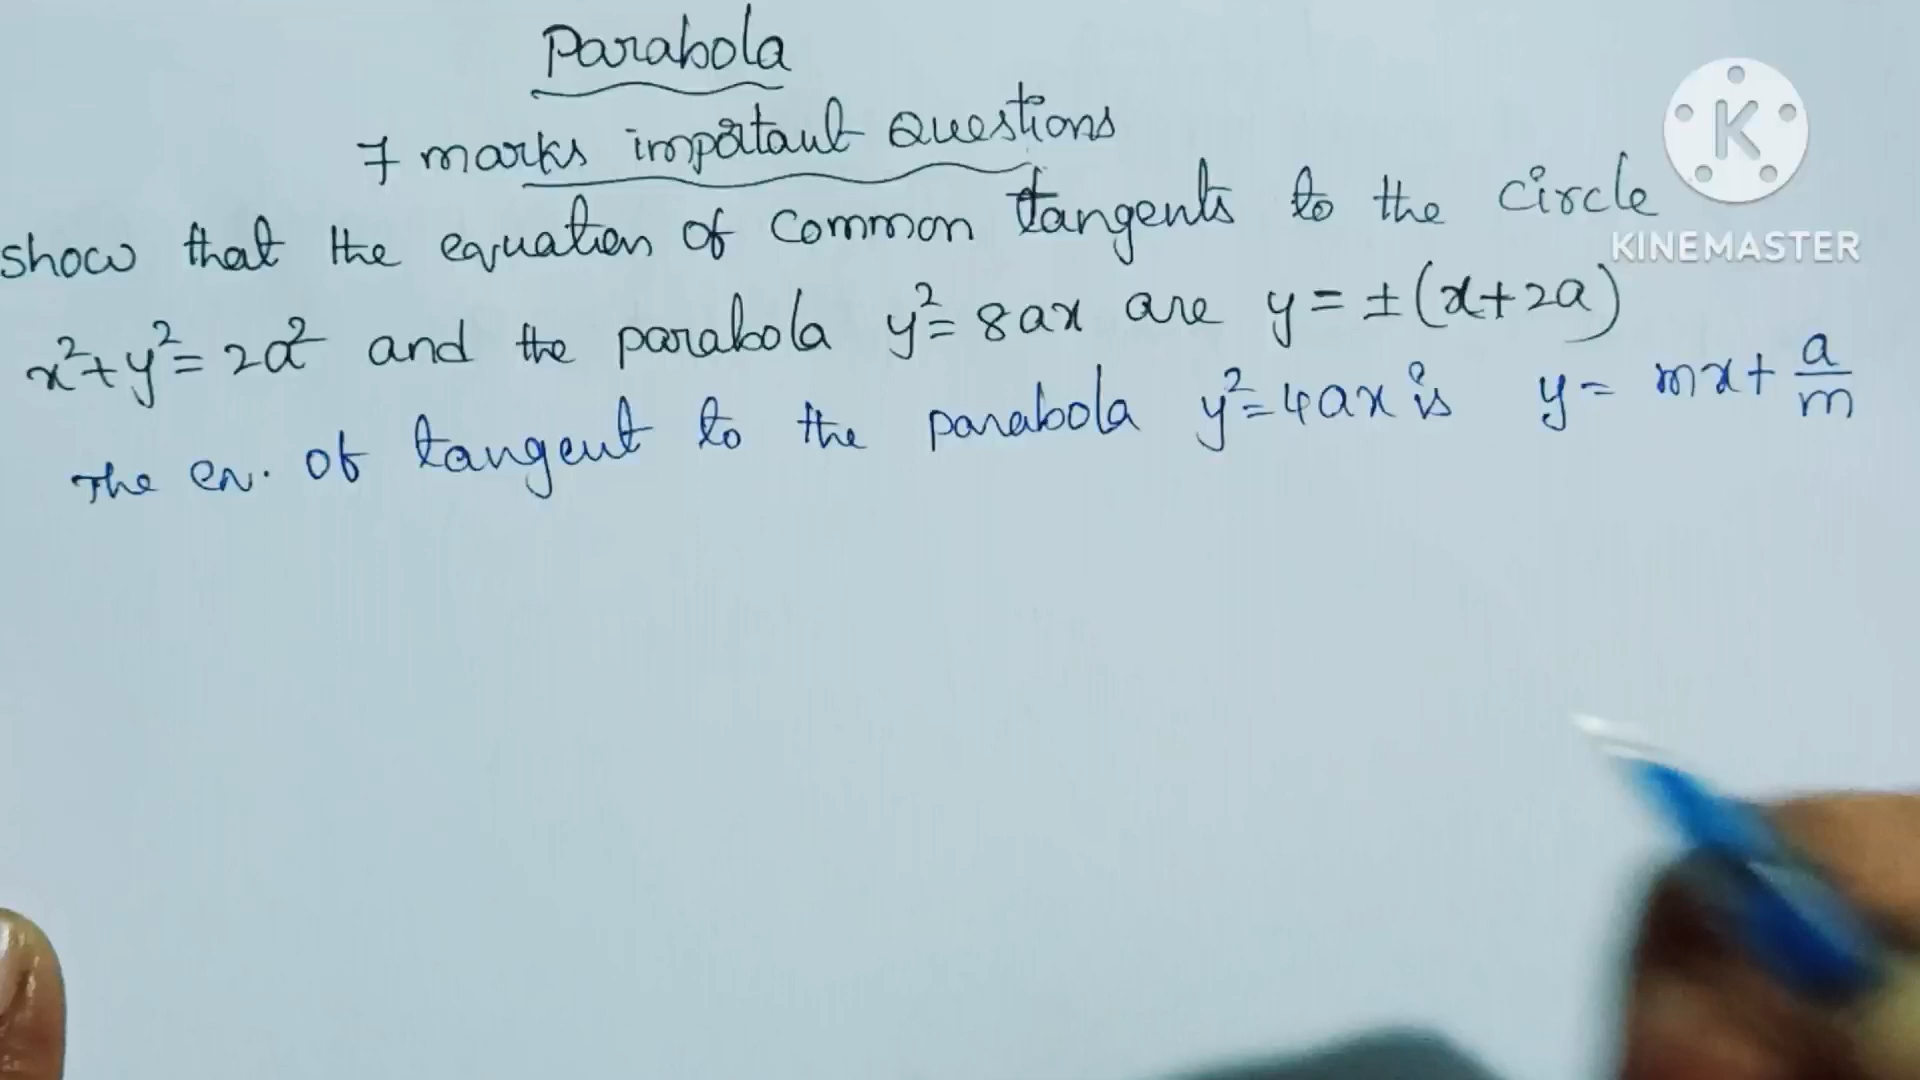 Parabola
7 marks important Questions
show that the equation of common tangents to the circle
x²+y²=2a² and the parabola y²=8ax are y=±(x+2a)
The en. of tangent to the parabola y²=4ax is y= mx+ a/m
K
KINEMASTER